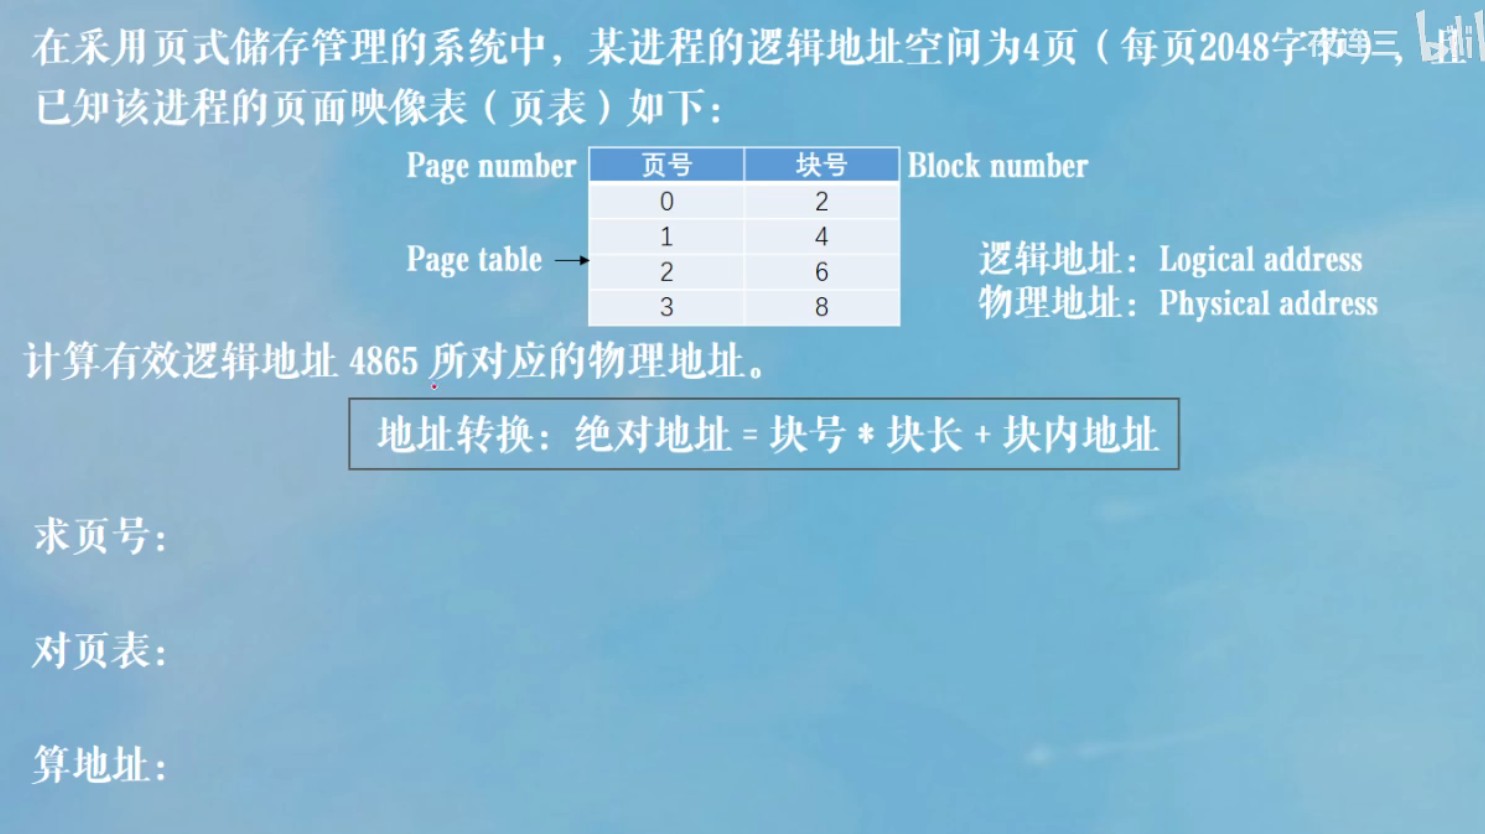 在采用页式储存管理的系统中，某进程的逻辑地址空间为4页（每页2048字节），且
已知该进程的页面映像表（页表）如下：
Page number 页号 块号 Block number
0 2
1 4
Page table 2 6
3 8
逻辑地址：Logical address
物理地址：Physical address
计算有效逻辑地址 4865 所对应的物理地址。
地址转换：绝对地址 = 块号 * 块长 + 块内地址
求页号：
对页表：
算地址：